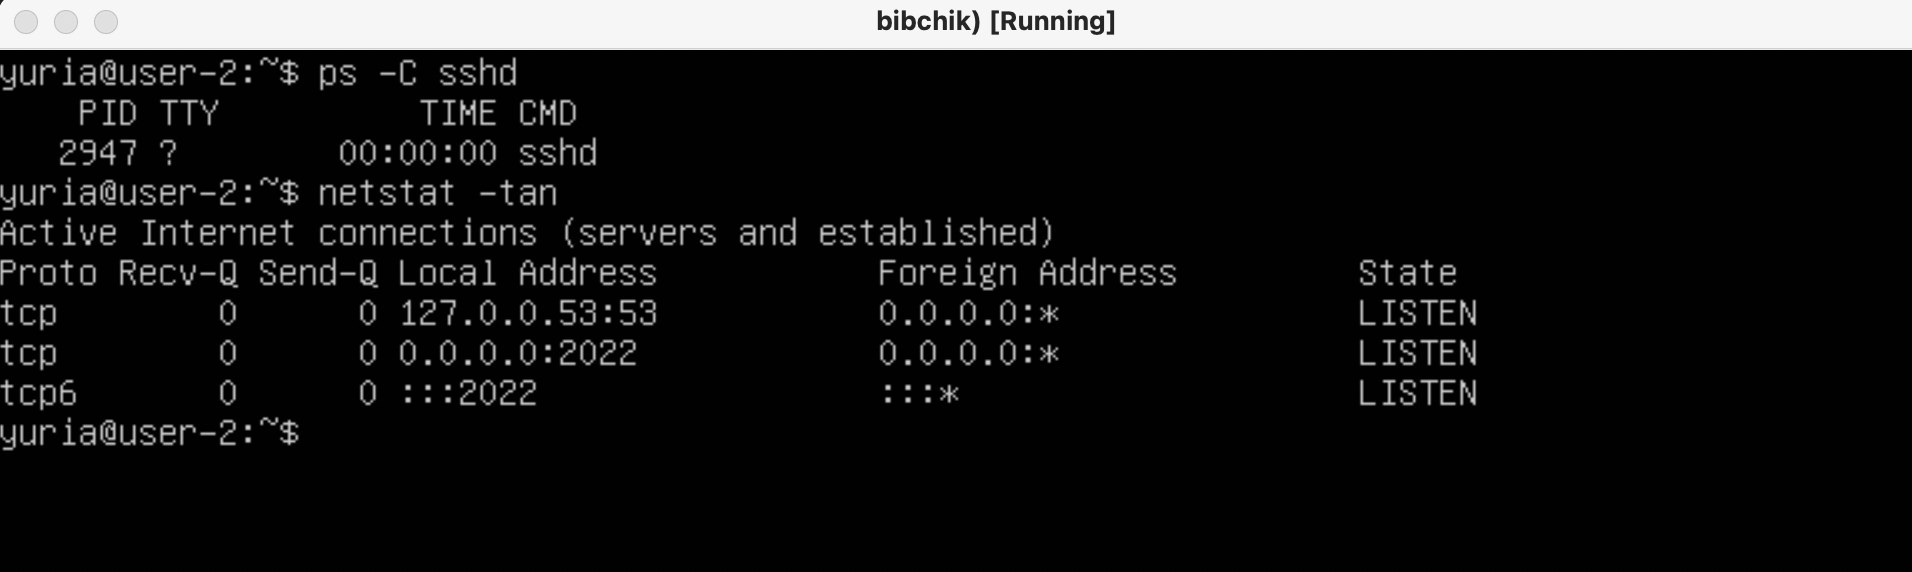 bibchik) [Running]
yuria@user-2:~$ ps -C sshd
    PID TTY          TIME CMD
   2947 ?        00:00:00 sshd
yuria@user-2:~$ netstat -tan
Active Internet connections (servers and established)
Proto Recv-Q Send-Q Local Address           Foreign Address         State
tcp        0      0 127.0.0.53:53           0.0.0.0:*               LISTEN
tcp        0      0 0.0.0.0:2022            0.0.0.0:*               LISTEN
tcp6       0      0 :::2022                 :::*                    LISTEN
yuria@user-2:~$